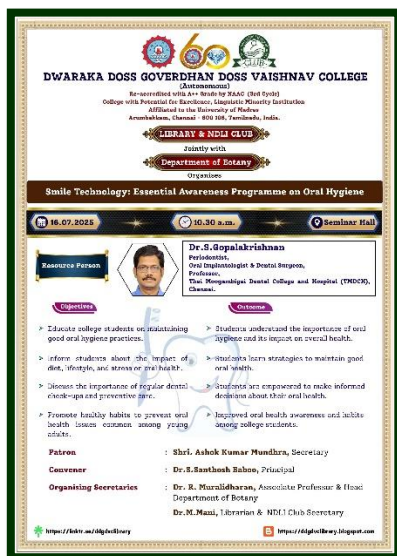 CLUB
DWARAKA DOSS GOVERDHAN DOSS VAISHNAV COLLEGE
(Autonomous)
Re-accredited with A++ Grade by NAAC (3rd Cycle)
College with Potential for Excellence, Linguistic Minority Institution
Affiliated to the University of Madras
Arumbakkam, Chennai - 600 106, Tamilnadu, India.
LIBRARY & NDLI CLUB
Jointly with
Department of Botany
Organises
Smile Technology: Essential Awareness Programme on Oral Hygiene
16.07.2025
10.30 a.m.
Seminar Hall
Resource Person
Dr.S.Gopalakrishnan
Periodontist,
Oral Implantologist & Dental Surgeon,
Professor,
Thai Moogambigai Dental College and Hospital (TMDCH),
Chennai.
Objectives
Educate college students on maintaining
good oral hygiene practices.
Inform students about the impact of
diet, lifestyle, and stress on oral health.
Discuss the importance of regular dental
check-ups and preventive care.
Promote healthy habits to prevent oral
health issues common among young
adults.
Outcome
Students understand the importance of oral
hygiene and its impact on overall health.
Students learn strategies to maintain good
oral health.
Students are empowered to make informed
decisions about their oral health.
Improved oral health awareness and habits
among college students.
Patron : Shri. Ashok Kumar Mundhra, Secretary
Convener : Dr.S.Santhosh Baboo, Principal
Organising Secretaries : Dr. R. Muralidharan, Associate Professor & Head
Department of Botany
Dr.M.Mani, Librarian & NDLI Club Secretary
https://linktr.ee/ddgdvclibrary
https://ddgdvclibrary.blogspot.com